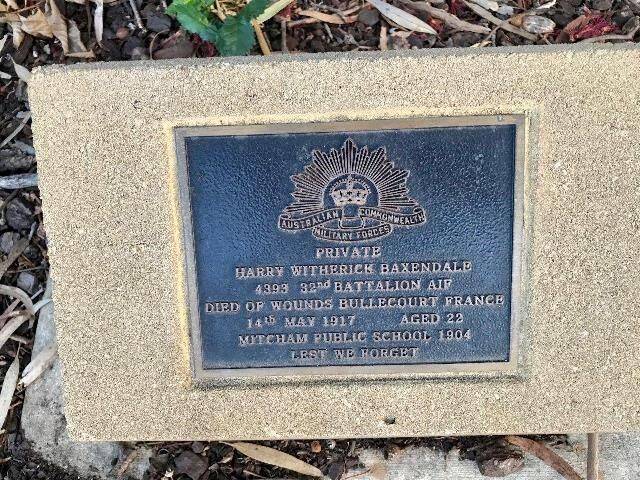 AUSTRALIAN COMMONWEALTH
MILITARY FORCES
PRIVATE
HARRY WITHERICK BAXENDALE
4393 32nd BATTALION AIF
DIED OF WOUNDS BULLECOURT FRANCE
14th MAY 1917 AGED 22
MITCHAM PUBLIC SCHOOL 1904
LEST WE FORGET